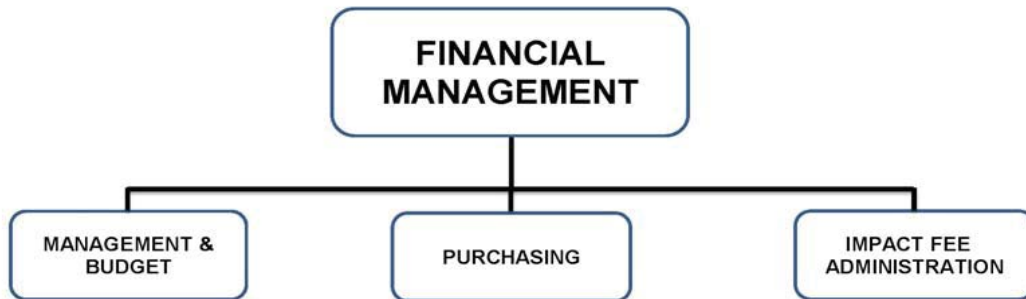 FINANCIAL
MANAGEMENT
MANAGEMENT &
BUDGET
PURCHASING
IMPACT FEE
ADMINISTRATION